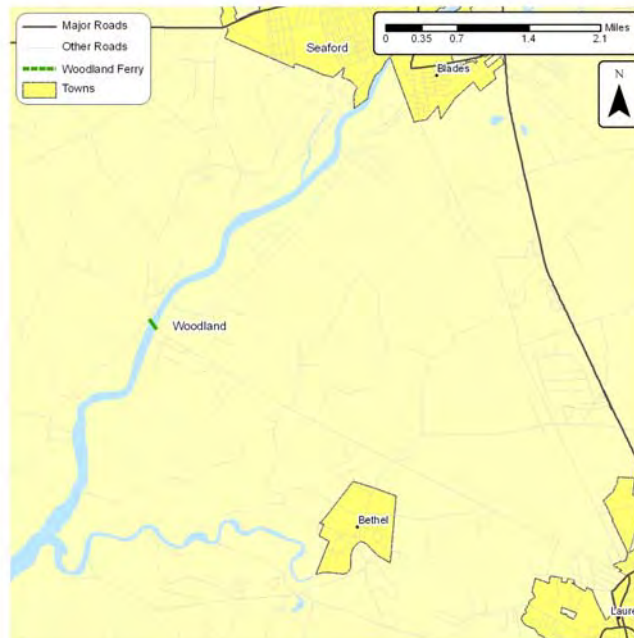 Major Roads
Other Roads
Woodland Ferry
Towns
Seaford
Blades
Miles
0 0.35 0.7 1.4 2.1
N
Woodland
Bethel
Laure